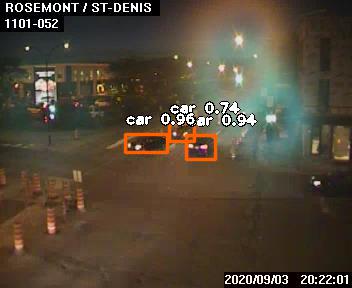 ROSEMONT / ST-DENIS
1101-052
car 0.74
car 0.96
ar 0.94
2020/09/03 20:22:01